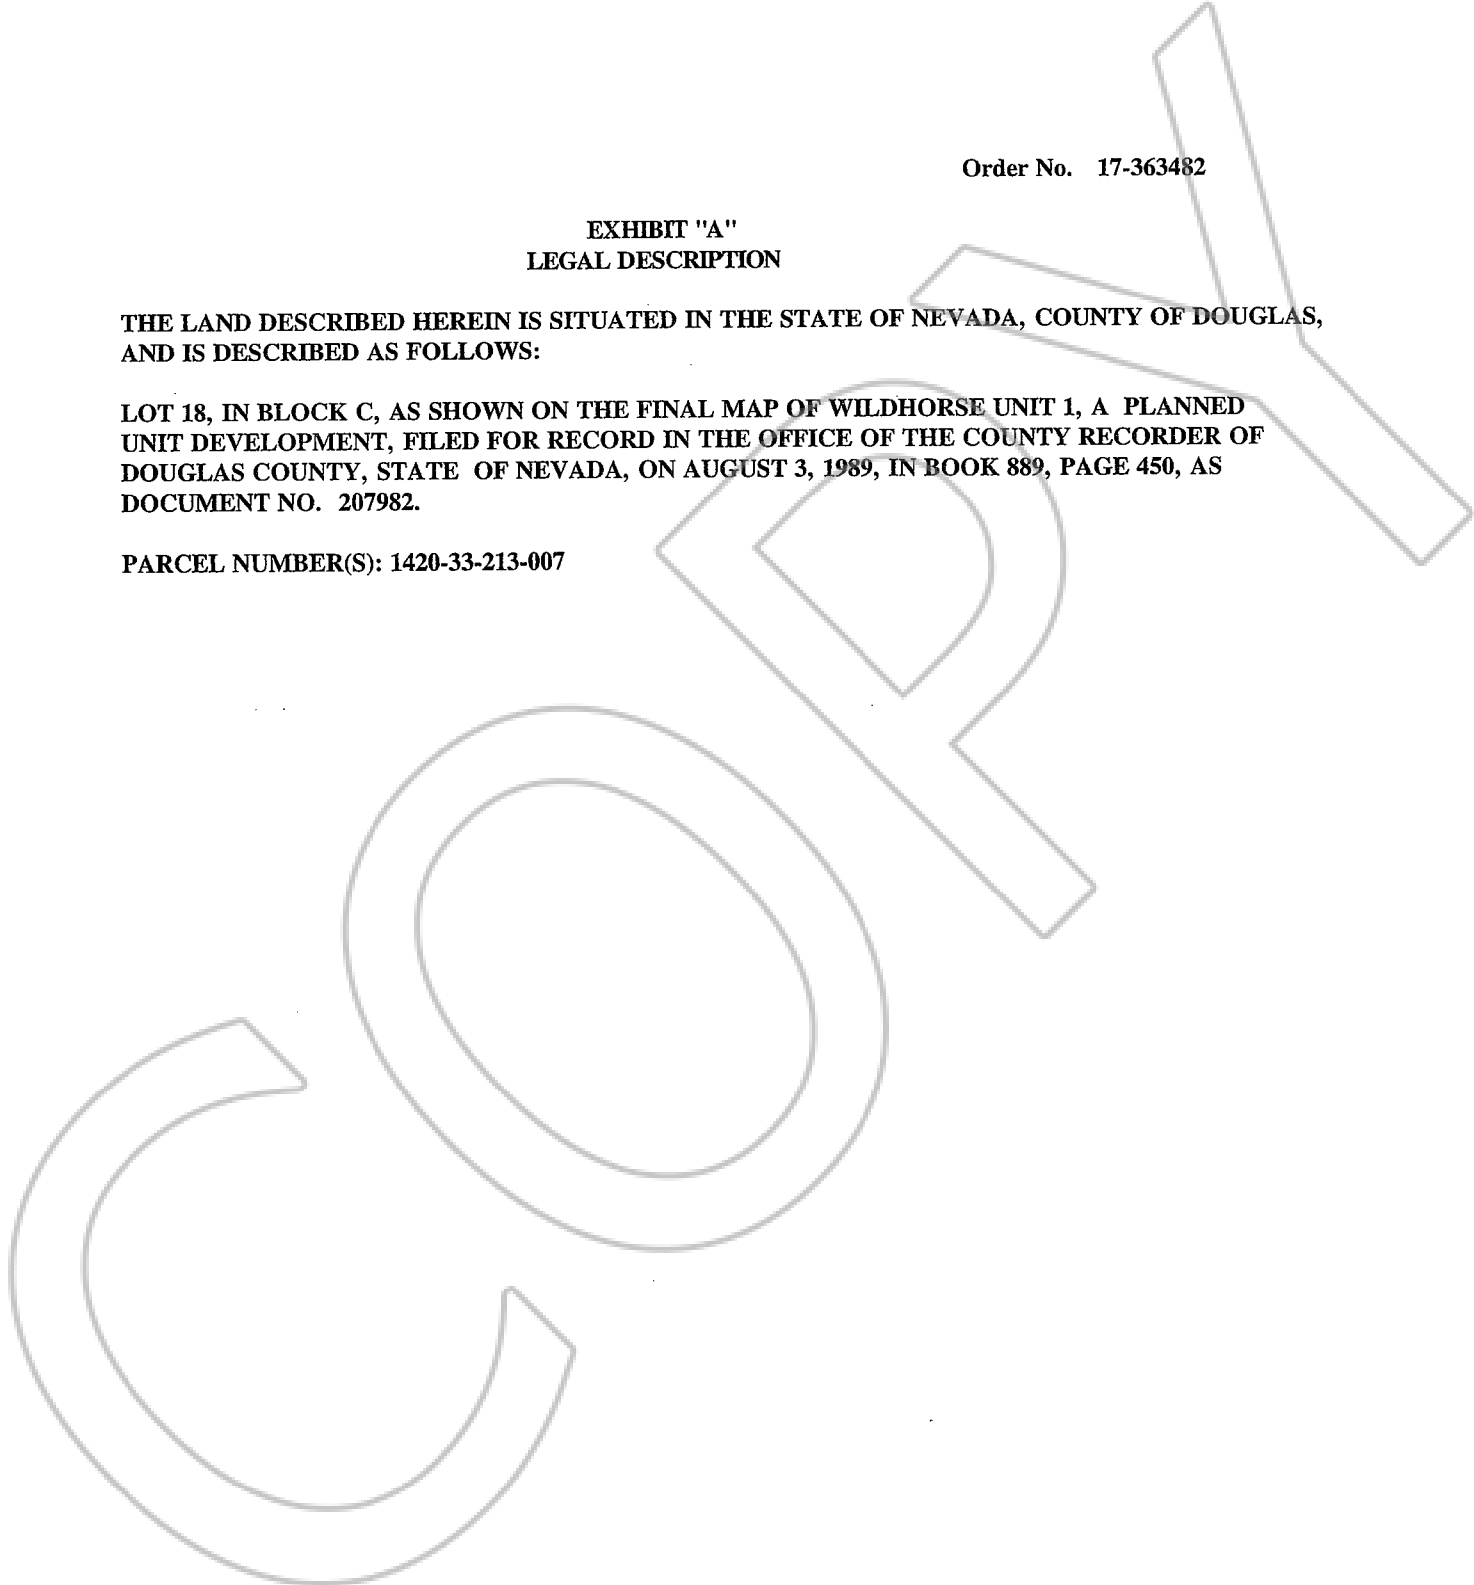 Order No. 17-363482
EXHIBIT "A"
LEGAL DESCRIPTION
THE LAND DESCRIBED HEREIN IS SITUATED IN THE STATE OF NEVADA, COUNTY OF DOUGLAS,
AND IS DESCRIBED AS FOLLOWS:
LOT 18, IN BLOCK C, AS SHOWN ON THE FINAL MAP OF WILDHORSE UNIT 1, A PLANNED
UNIT DEVELOPMENT, FILED FOR RECORD IN THE OFFICE OF THE COUNTY RECORDER OF
DOUGLAS COUNTY, STATE OF NEVADA, ON AUGUST 3, 1989, IN BOOK 889, PAGE 450, AS
DOCUMENT NO. 207982.
PARCEL NUMBER(S): 1420-33-213-007
COPY